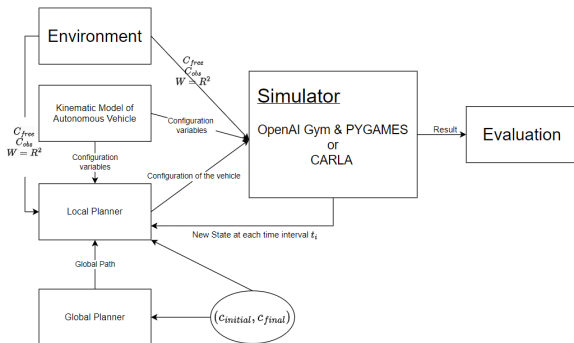 Environment
C_free
C_obs
W = R^2
Simulator
OpenAI Gym & PYGAMES
or
CARLA
Kinematic Model of
Autonomous Vehicle
Configuration
variables
Result
Evaluation
C_free
C_obs
W = R^2
Configuration
variables
Configuration of the vehicle
Local Planner
New State at each time interval t_i
Global Path
Global Planner
(c_initial, c_final)